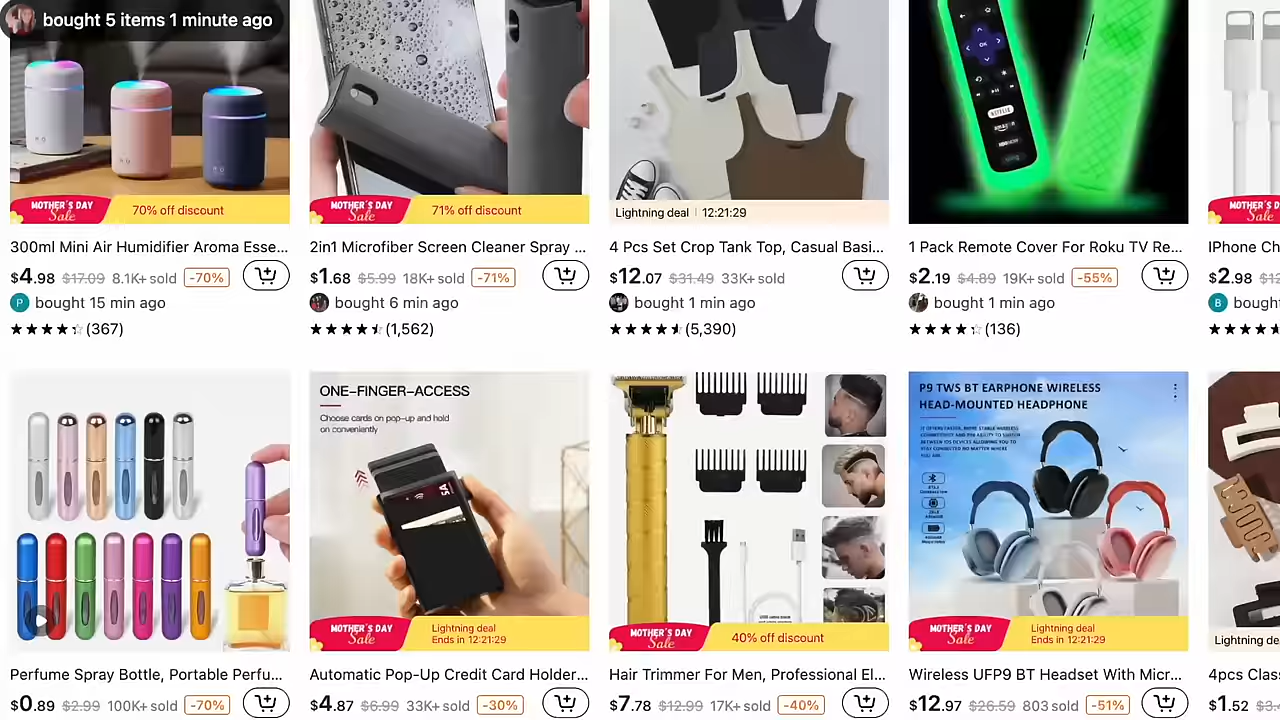 bought 5 items 1 minute ago
MOTHER'S DAY
Sale
70% off discount
300ml Mini Air Humidifier Aroma Esse...
$4.98 $17.09 8.1K+ sold -70%
P bought 15 min ago
(367)
MOTHER'S DAY
Sale
71% off discount
2in1 Microfiber Screen Cleaner Spray ...
$1.68 $5.99 18K+ sold -71%
bought 6 min ago
(1,562)
Lightning deal 12:21:29
4 Pcs Set Crop Tank Top, Casual Basi...
$12.07 $31.49 33K+ sold
bought 1 min ago
(5,390)
OK
NETFLIX
1 Pack Remote Cover For Roku TV Re...
$2.19 $4.89 19K+ sold -55%
bought 1 min ago
(136)
MOTHER'S D
Sale
IPhone Ch
$2.98 $12
B bought
Perfume Spray Bottle, Portable Perfu...
$0.89 $2.99 100K+ sold -70%
ONE-FINGER-ACCESS
Choose cards on pop-up and hold
on conveniently
MOTHER'S DAY
Sale
Lightning deal
Ends in 12:21:29
Automatic Pop-Up Credit Card Holder...
$4.87 $6.99 33K+ sold -30%
MOTHER'S DAY
Sale
40% off discount
Hair Trimmer For Men, Professional El...
$7.78 $12.99 17K+ sold -40%
P9 TWS BT EARPHONE WIRELESS
HEAD-MOUNTED HEADPHONE
MOTHER'S DAY
Sale
Lightning deal
Ends in 12:21:29
Wireless UFP9 BT Headset With Micr...
$12.97 $26.59 803 sold -51%
Lightning dea
4pcs Clas
$1.52 $3.